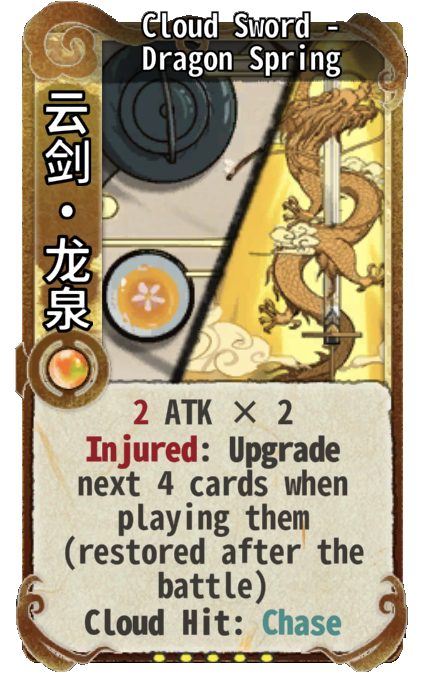 Cloud Sword -
Dragon Spring
云剑・龙泉
2 ATK × 2
Injured: Upgrade
next 4 cards when
playing them
(restored after the
battle)
Cloud Hit: Chase